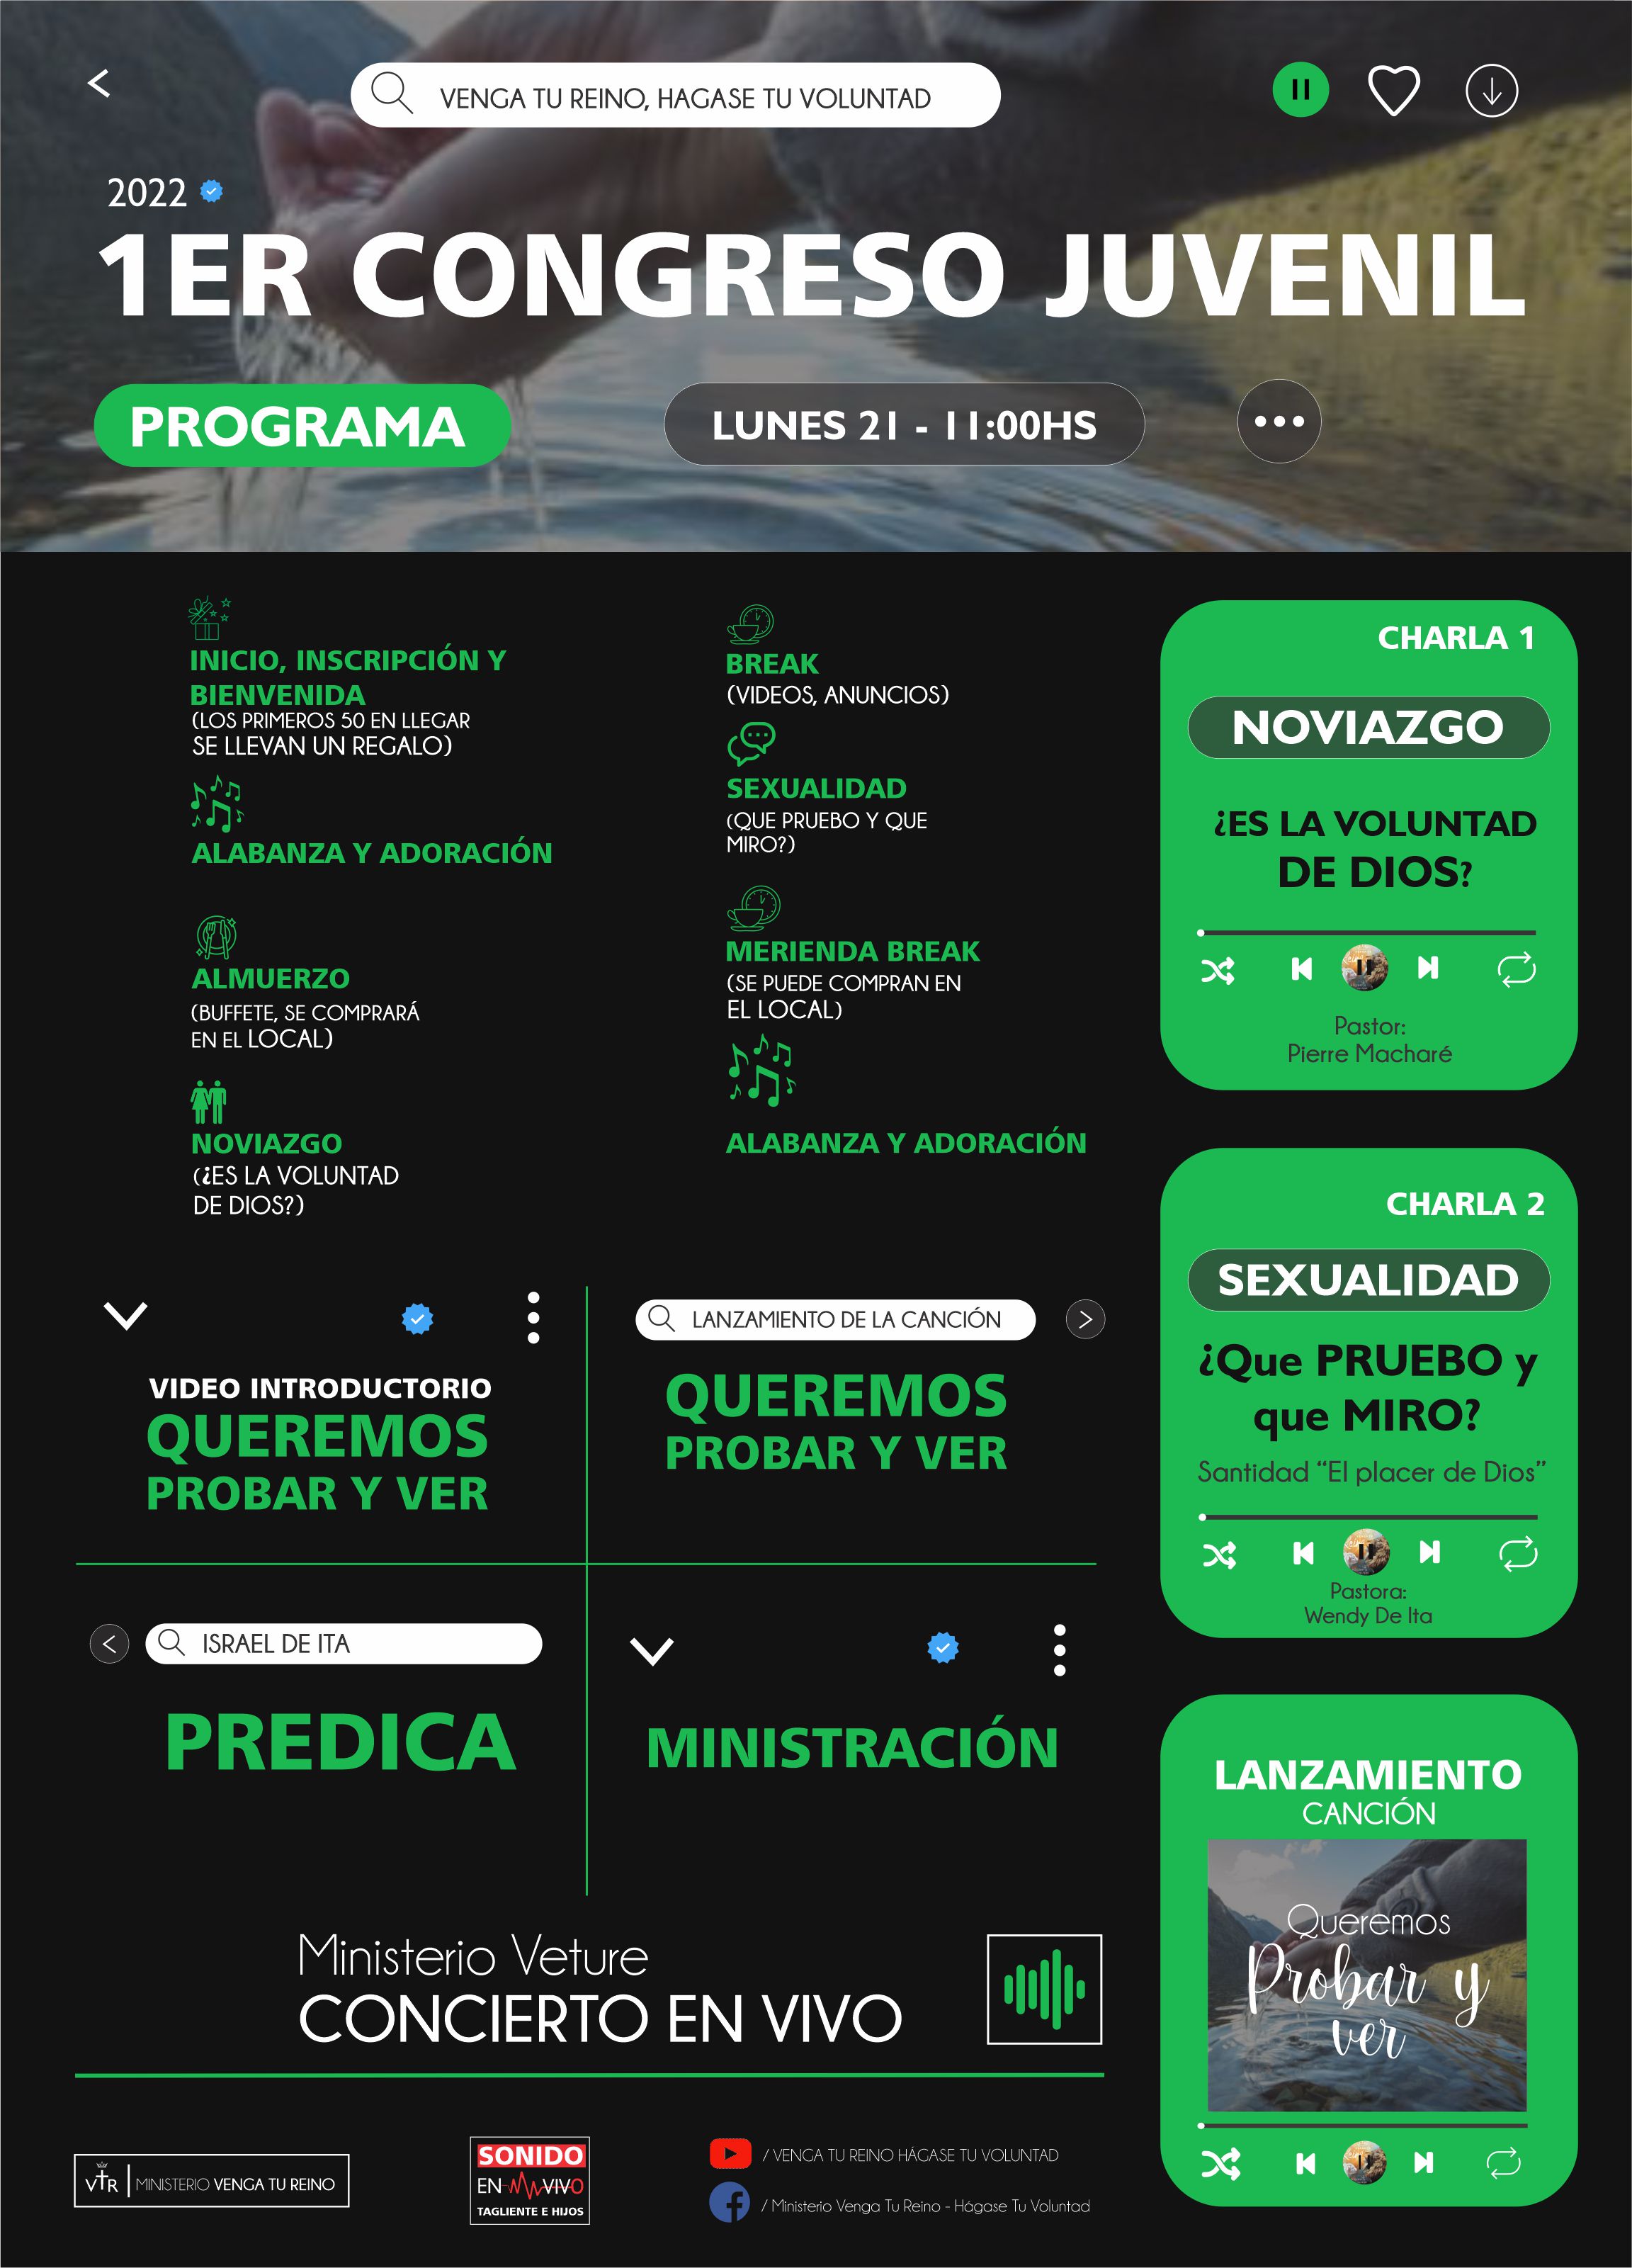 VENGA TU REINO, HAGASE TU VOLUNTAD
2022
1ER CONGRESO JUVENIL
PROGRAMA
LUNES 21 - 11:00HS
INICIO, INSCRIPCIÓN Y
BIENVENIDA
(LOS PRIMEROS 50 EN LLEGAR
SE LLEVAN UN REGALO)
ALABANZA Y ADORACIÓN
ALMUERZO
(BUFFETE, SE COMPRARÁ
EN EL LOCAL)
NOVIAZGO
(¿ES LA VOLUNTAD
DE DIOS?)
BREAK
(VIDEOS, ANUNCIOS)
SEXUALIDAD
(QUE PRUEBO Y QUE
MIRO?)
MERIENDA BREAK
(SE PUEDE COMPRAN EN
EL LOCAL)
ALABANZA Y ADORACIÓN
CHARLA 1
NOVIAZGO
¿ES LA VOLUNTAD
DE DIOS?
Pastor:
Pierre Macharé
CHARLA 2
SEXUALIDAD
¿Que PRUEBO y
que MIRO?
Santidad “El placer de Dios”
Pastora:
Wendy De Ita
VIDEO INTRODUCTORIO
QUEREMOS
PROBAR Y VER
LANZAMIENTO DE LA CANCIÓN
QUEREMOS
PROBAR Y VER
ISRAEL DE ITA
PREDICA
MINISTRACIÓN
LANZAMIENTO
CANCIÓN
Queremos
Probar y
ver
Ministerio Veture
CONCIERTO EN VIVO
VTR MINISTERIO VENGA TU REINO
SONIDO
EN VIVO
TAGLIENTE E HIJOS
/ VENGA TU REINO HÁGASE TU VOLUNTAD
/ Ministerio Venga Tu Reino - Hágase Tu Voluntad